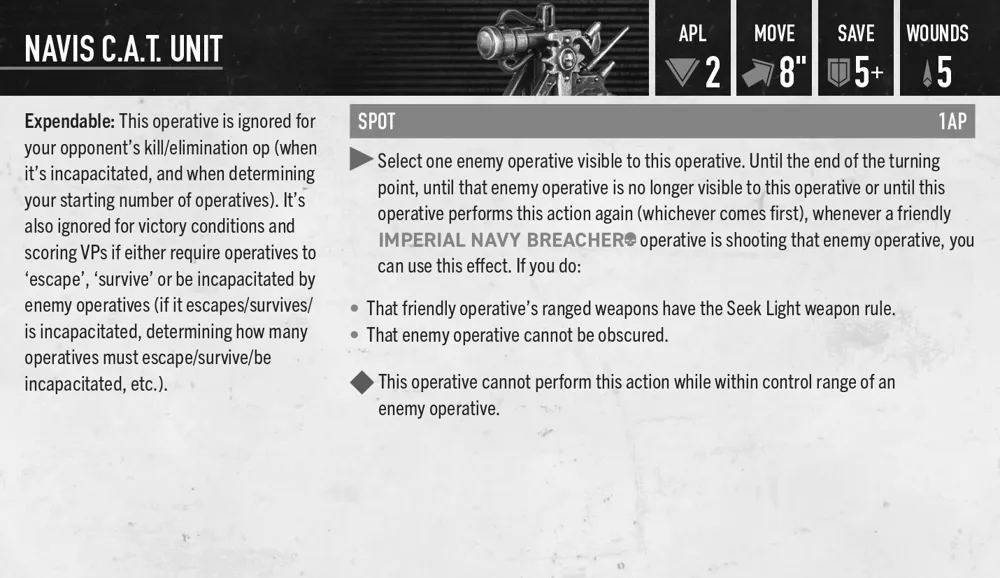 NAVIS C.A.T. UNIT
APL
2
MOVE
8"
SAVE
5+
WOUNDS
5
Expendable: This operative is ignored for
your opponent's kill/elimination op (when
it's incapacitated, and when determining
your starting number of operatives). It's
also ignored for victory conditions and
scoring VPs if either require operatives to
‘escape’, ‘survive’ or be incapacitated by
enemy operatives (if it escapes/survives/
is incapacitated, determining how many
operatives must escape/survive/be
incapacitated, etc.).
SPOT 1AP
Select one enemy operative visible to this operative. Until the end of the turning
point, until that enemy operative is no longer visible to this operative or until this
operative performs this action again (whichever comes first), whenever a friendly
IMPERIAL NAVY BREACHER operative is shooting that enemy operative, you
can use this effect. If you do:
• That friendly operative's ranged weapons have the Seek Light weapon rule.
• That enemy operative cannot be obscured.
This operative cannot perform this action while within control range of an
enemy operative.